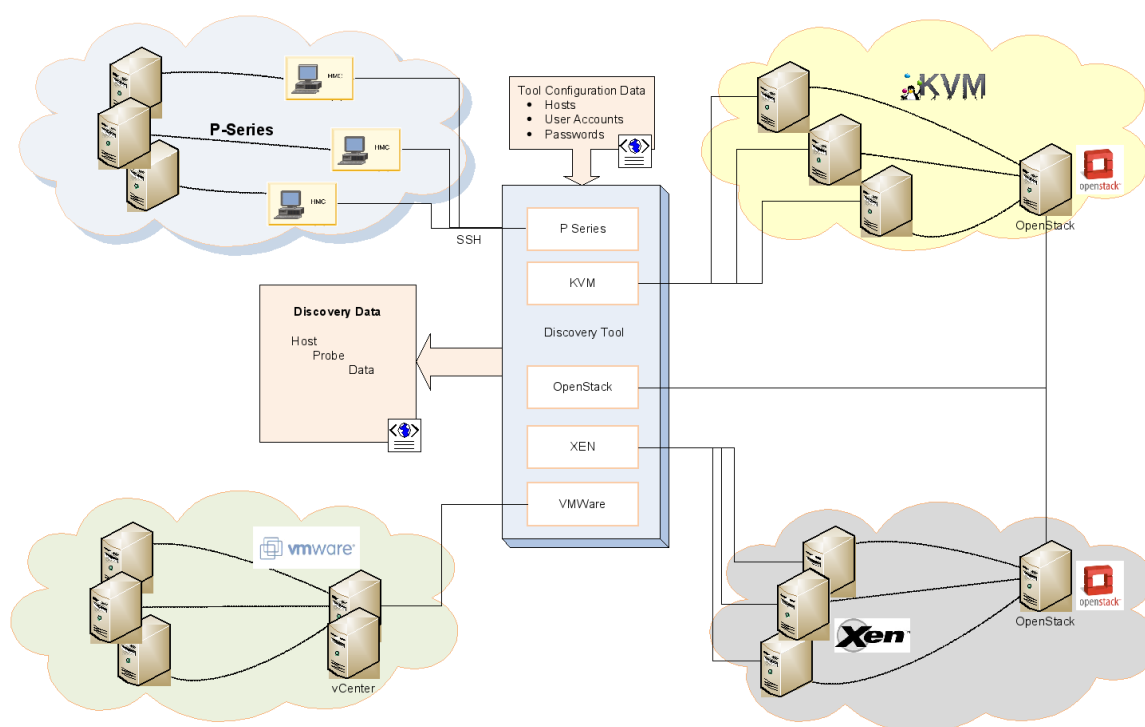 HMC
P-Series
HMC
HMC
SSH
Tool Configuration Data
• Hosts
• User Accounts
• Passwords
KVM
openstack
OpenStack
P Series
KVM
Discovery Tool
OpenStack
XEN
VMWare
Discovery Data
Host
Probe
Data
vmware
vCenter
Xen
openstack
OpenStack